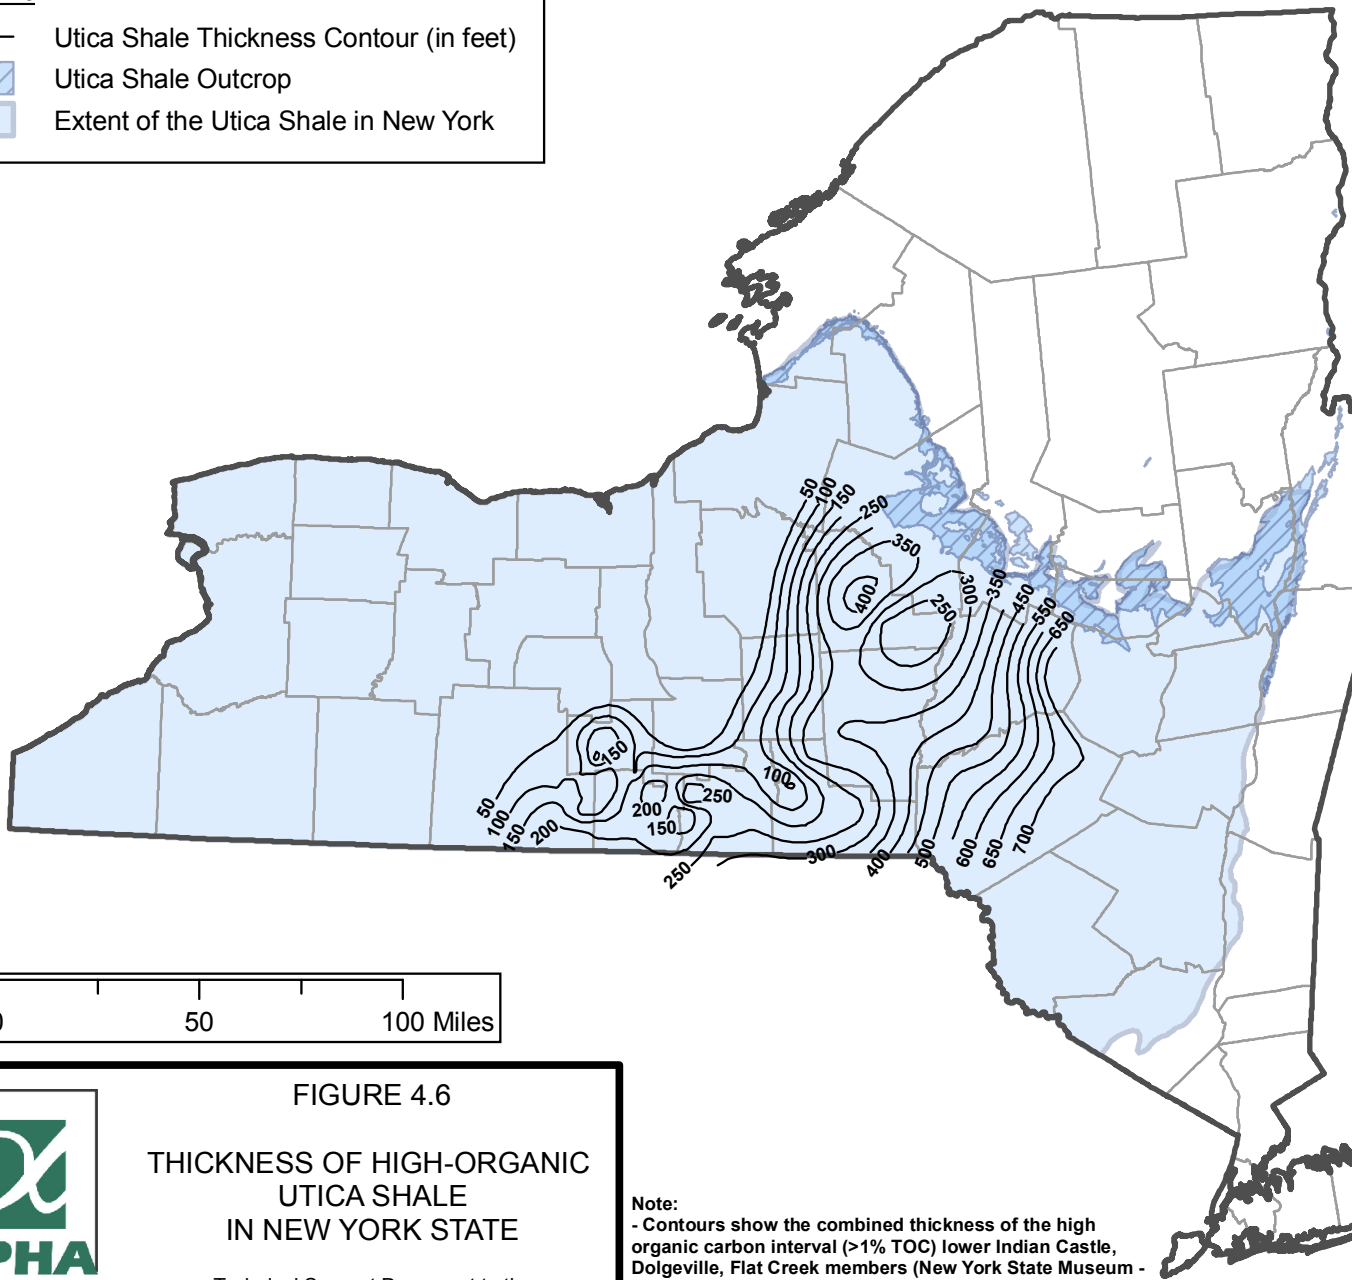 Utica Shale Thickness Contour (in feet)
Utica Shale Outcrop
Extent of the Utica Shale in New York
50
100
150
250
350
400
250
300
350
450
550
650
150
50
100
150
200
200
150
250
100
250
300
400
500
600
650
700
0 50 100 Miles
FIGURE 4.6
THICKNESS OF HIGH-ORGANIC
UTICA SHALE
IN NEW YORK STATE
PHA
Note:
- Contours show the combined thickness of the high
organic carbon interval (>1% TOC) lower Indian Castle,
Dolgeville, Flat Creek members (New York State Museum -